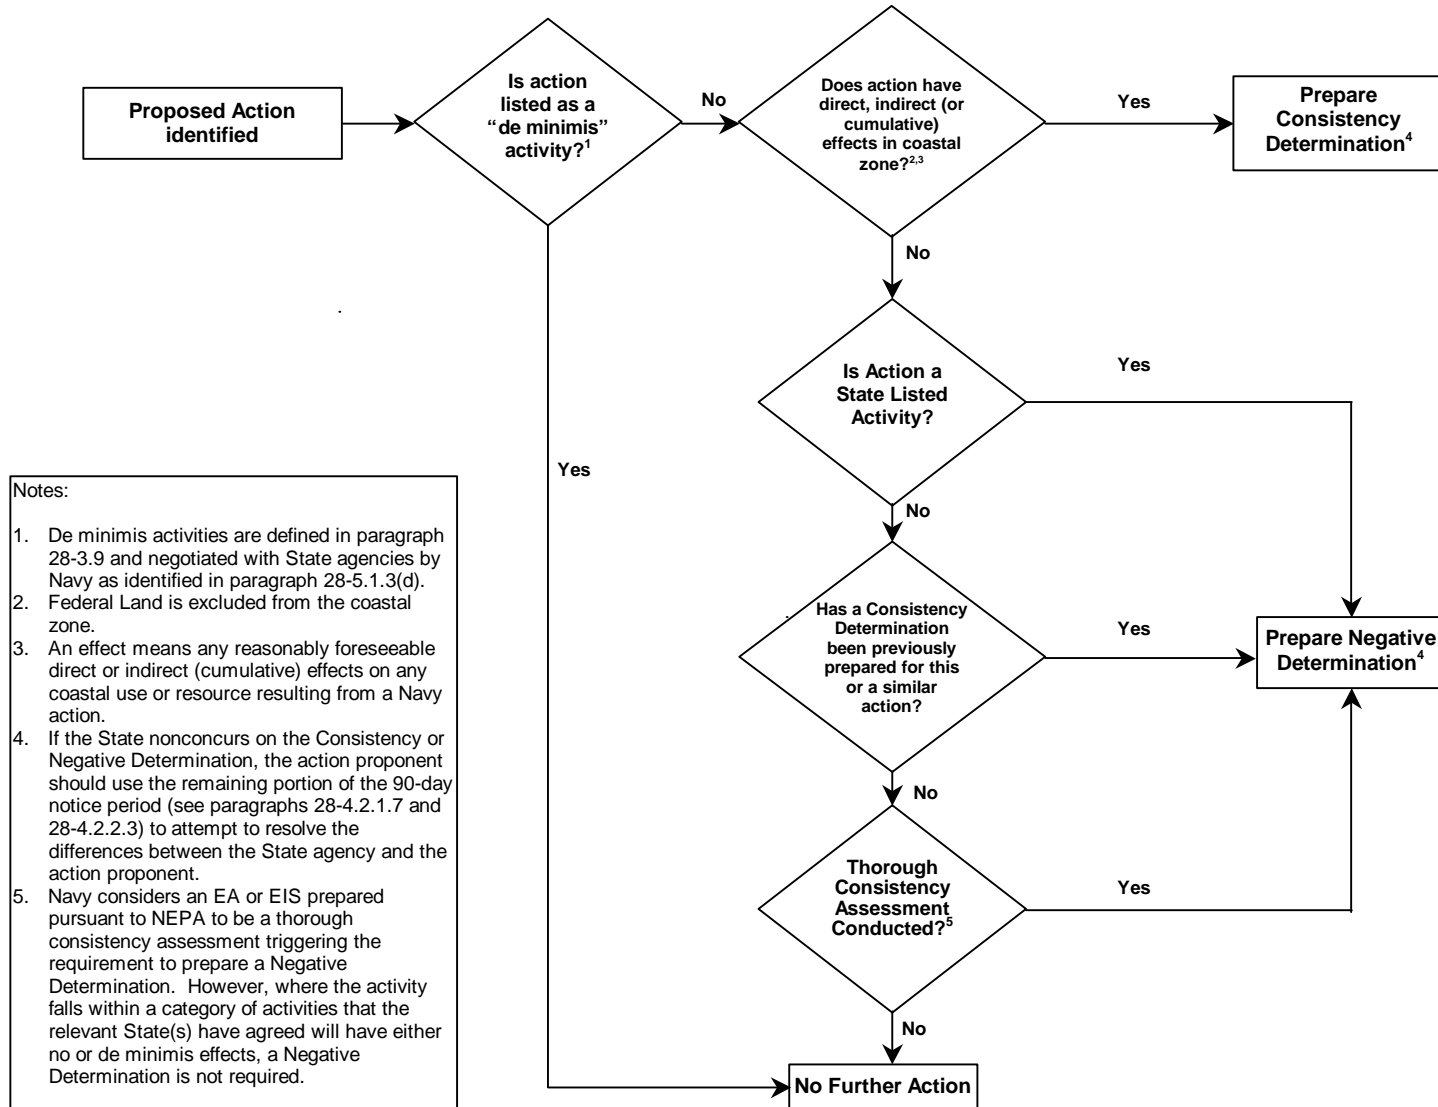 Proposed Action
identified
Is action
listed as a
“de minimis”
activity?1
No
Does action have
direct, indirect (or
cumulative)
effects in coastal
zone?2,3
Yes
Prepare
Consistency
Determination4
No
Is Action a
State Listed
Activity?
Yes
Yes
No
Has a Consistency
Determination
been previously
prepared for this
or a similar
action?
Yes
Prepare Negative
Determination4
No
Thorough
Consistency
Assessment
Conducted?5
Yes
No
No Further Action
Notes:
1. De minimis activities are defined in paragraph
28-3.9 and negotiated with State agencies by
Navy as identified in paragraph 28-5.1.3(d).
2. Federal Land is excluded from the coastal
zone.
3. An effect means any reasonably foreseeable
direct or indirect (cumulative) effects on any
coastal use or resource resulting from a Navy
action.
4. If the State nonconcurs on the Consistency or
Negative Determination, the action proponent
should use the remaining portion of the 90-day
notice period (see paragraphs 28-4.2.1.7 and
28-4.2.2.3) to attempt to resolve the
differences between the State agency and the
action proponent.
5. Navy considers an EA or EIS prepared
pursuant to NEPA to be a thorough
consistency assessment triggering the
requirement to prepare a Negative
Determination. However, where the activity
falls within a category of activities that the
relevant State(s) have agreed will have either
no or de minimis effects, a Negative
Determination is not required.